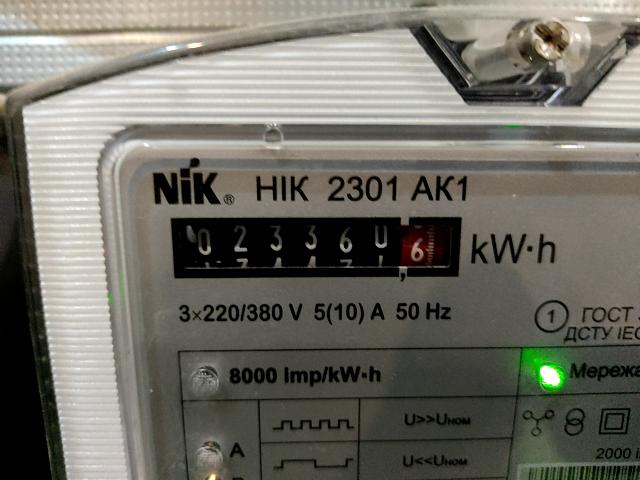 NiK® НІК 2301 АК1
0 2 3 3 6 0 6 kW·h
3×220/380 V 5(10) A 50 Hz
1 ГОСТ
ДСТУ IEC
8000 imp/kW·h
Мережа
A
U>>Uном
U<<Uном
2000 i